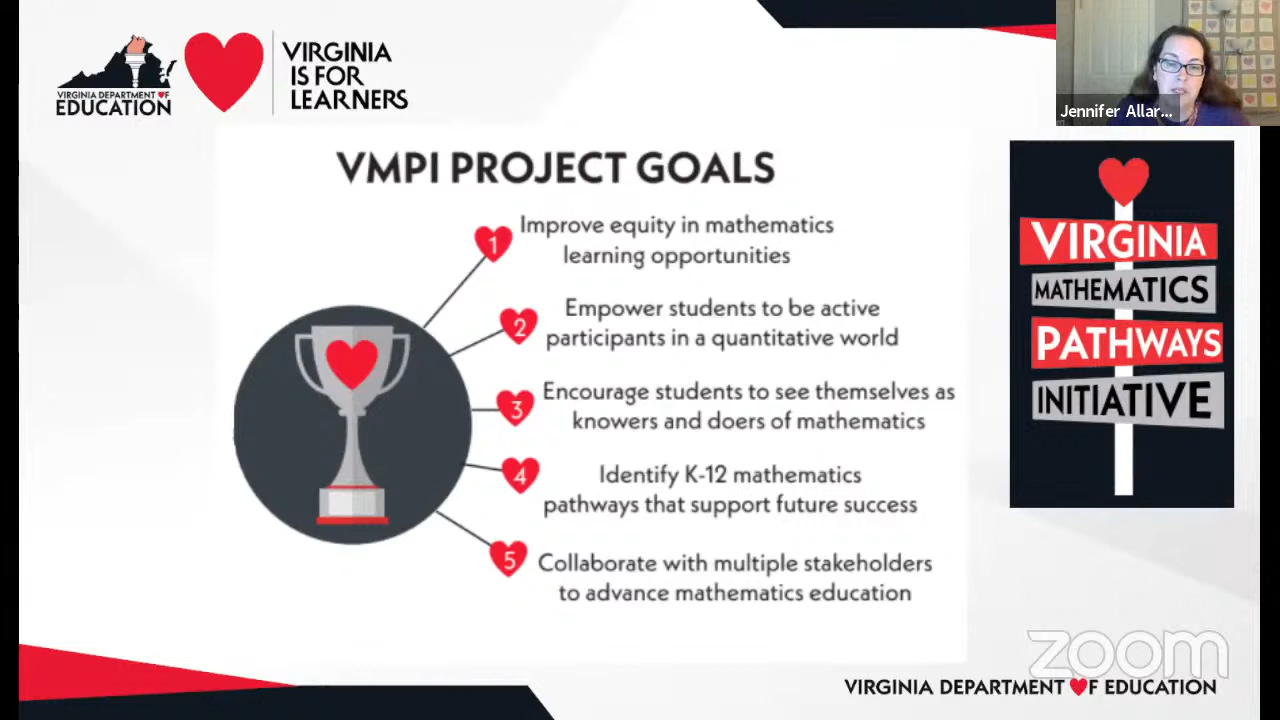 VIRGINIA DEPARTMENT OF
EDUCATION
VIRGINIA
IS FOR
LEARNERS
Jennifer Allar...
VMPI PROJECT GOALS
1
Improve equity in mathematics
learning opportunities
2
Empower students to be active
participants in a quantitative world
3
Encourage students to see themselves as
knowers and doers of mathematics
4
Identify K-12 mathematics
pathways that support future success
5
Collaborate with multiple stakeholders
to advance mathematics education
VIRGINIA
MATHEMATICS
PATHWAYS
INITIATIVE
zoom
VIRGINIA DEPARTMENT OF EDUCATION